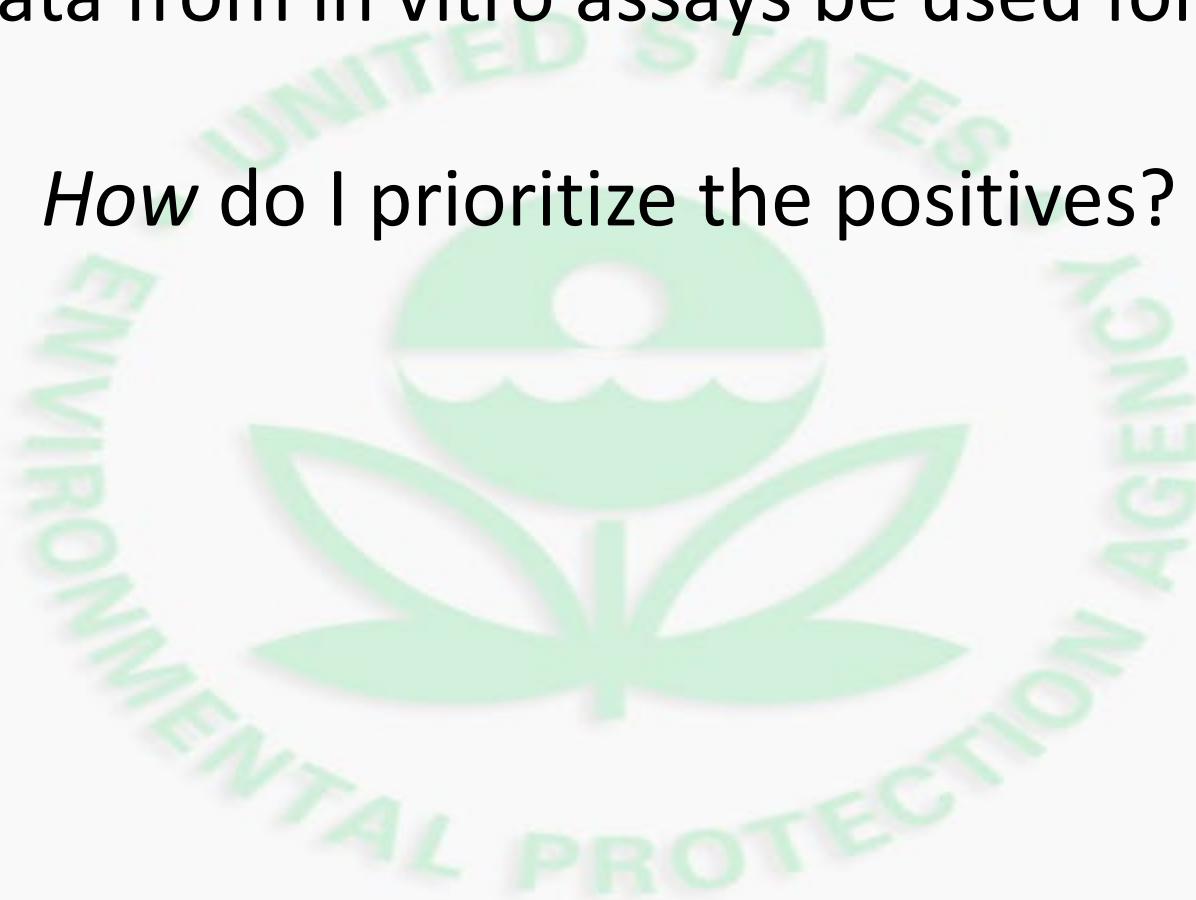 ata from in vitro assays be used for
How do I prioritize the positives?
UNITED STATES
ENVIRONMENTAL PROTECTION AGENCY